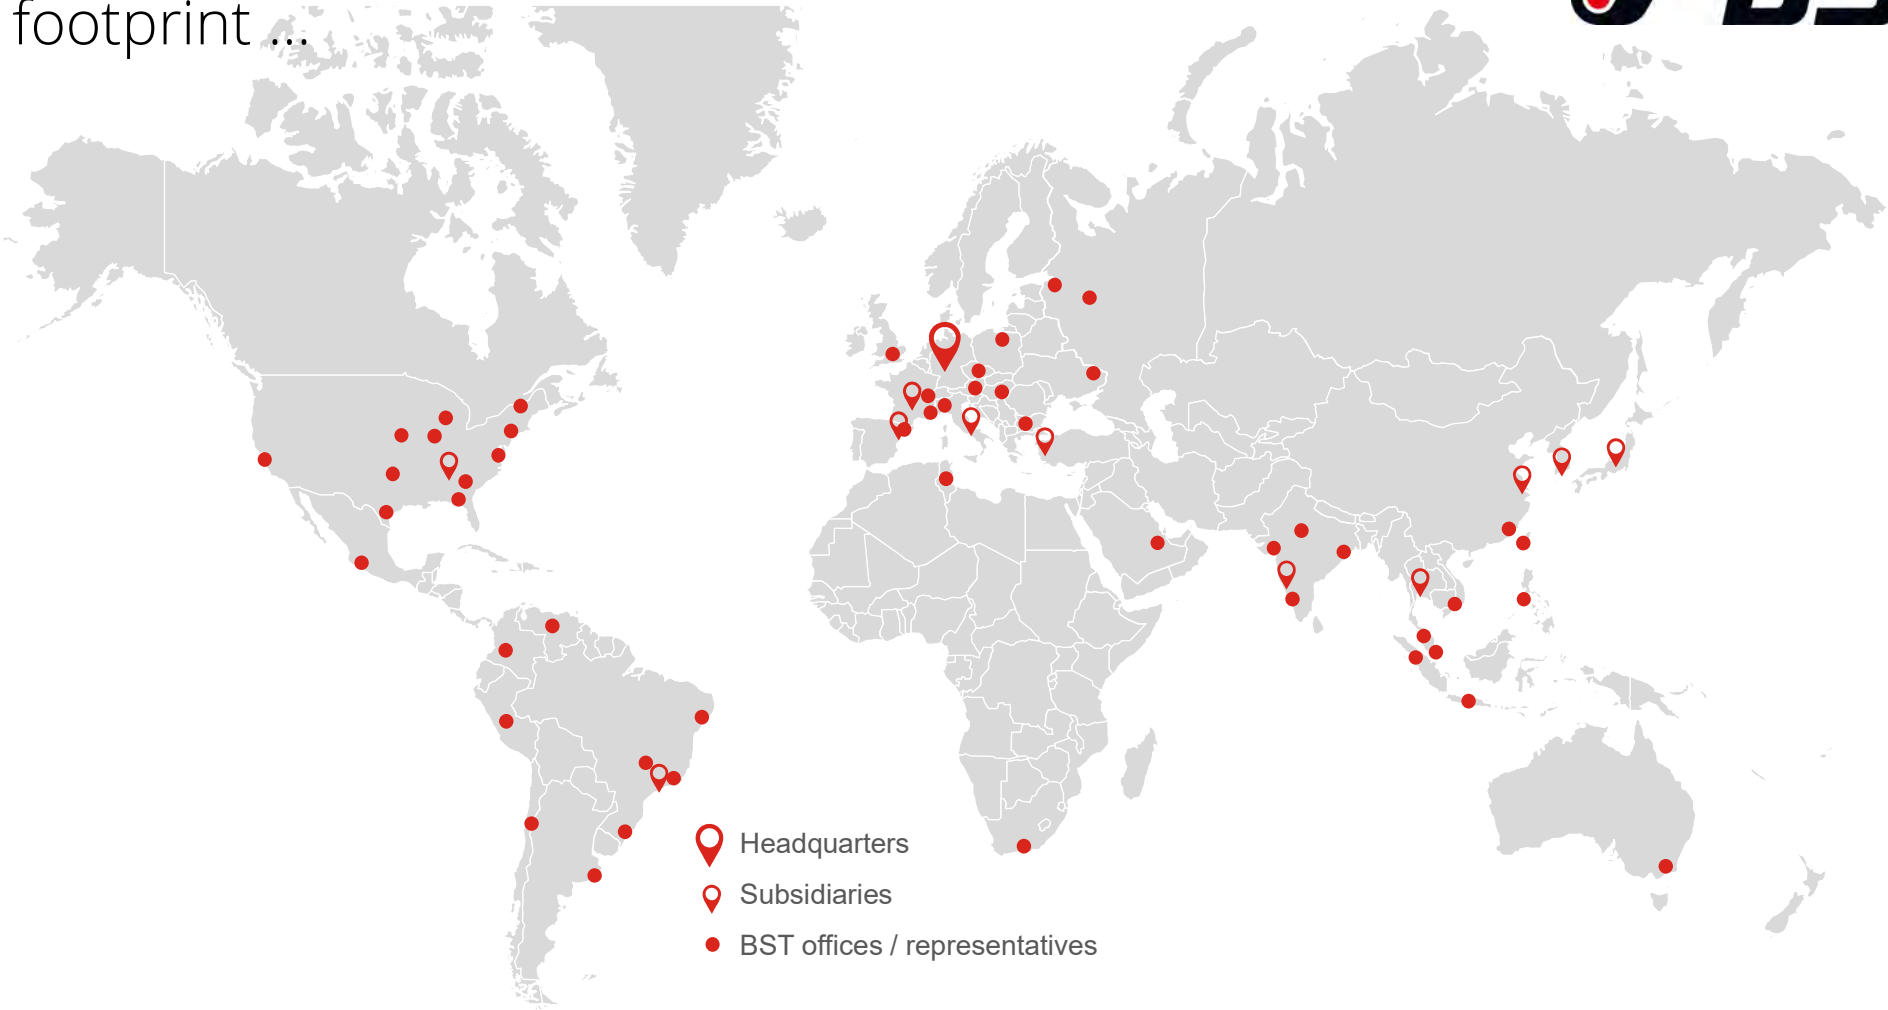 footprint ...
Headquarters
Subsidiaries
BST offices / representatives